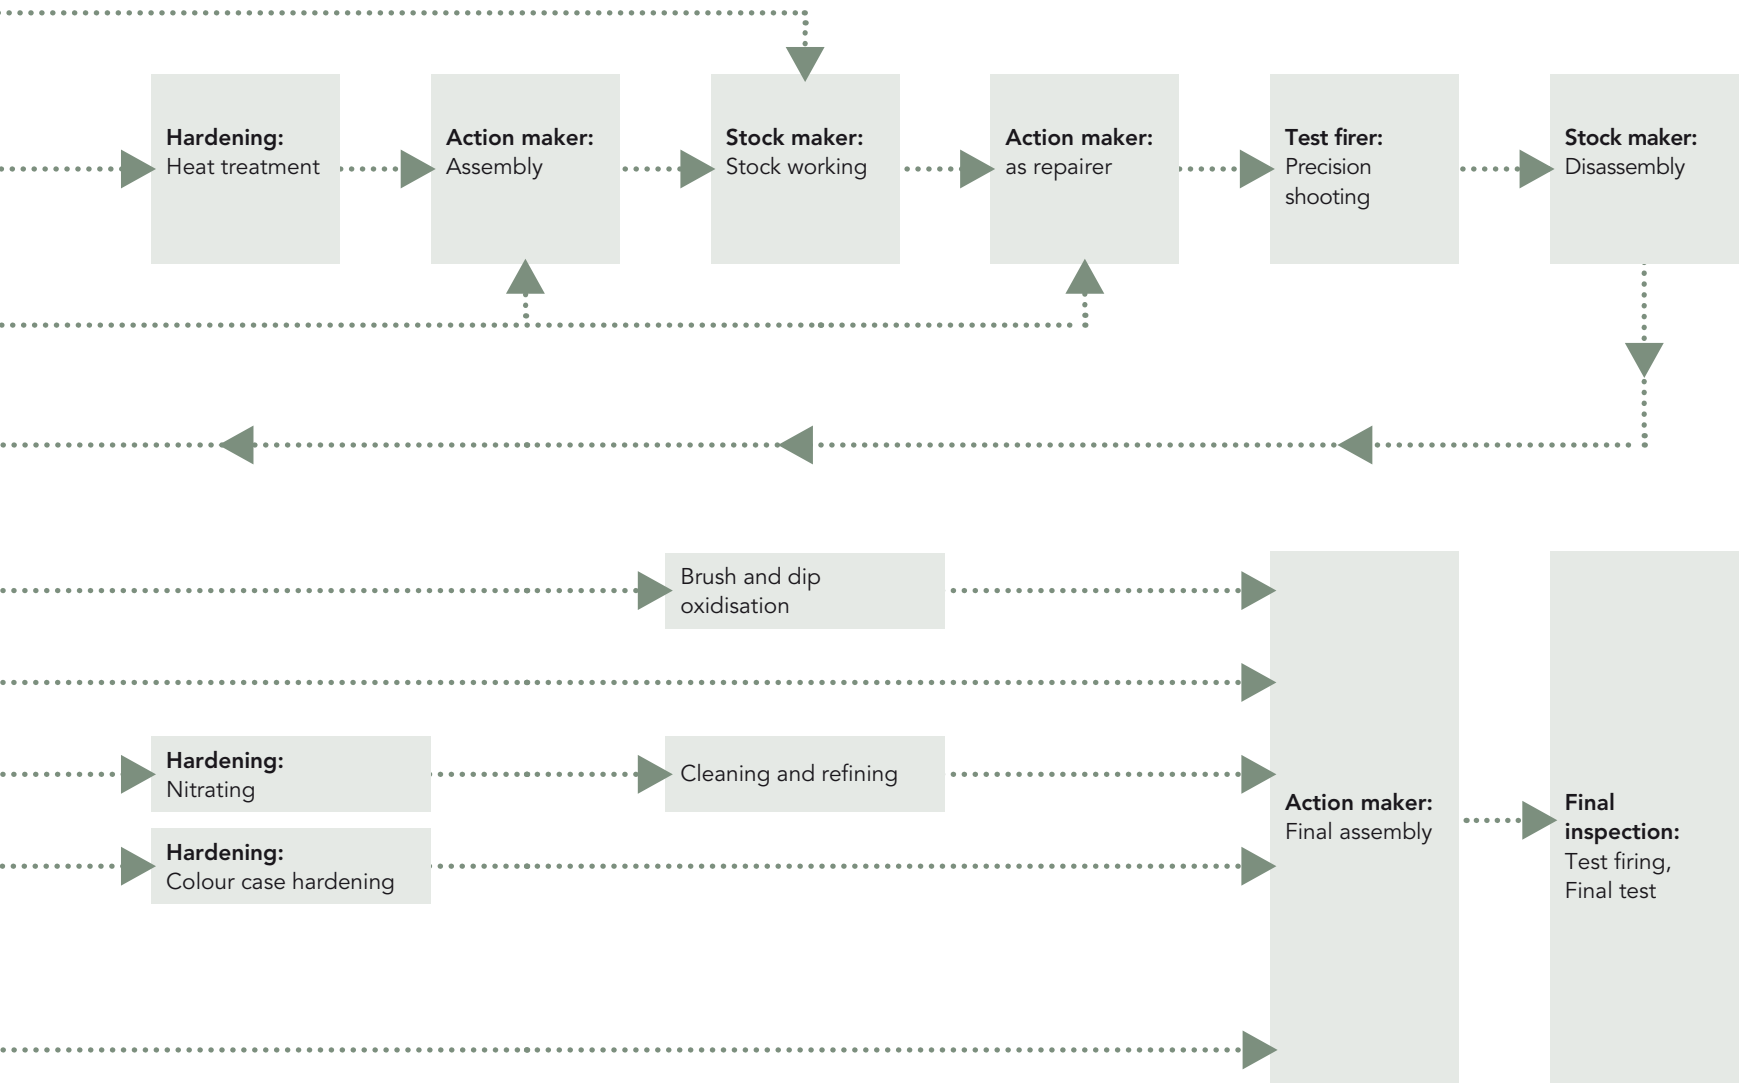 Hardening:
Heat treatment
Action maker:
Assembly
Stock maker:
Stock working
Action maker:
as repairer
Test firer:
Precision
shooting
Stock maker:
Disassembly
Brush and dip
oxidisation
Hardening:
Nitrating
Cleaning and refining
Hardening:
Colour case hardening
Action maker:
Final assembly
Final
inspection:
Test firing,
Final test